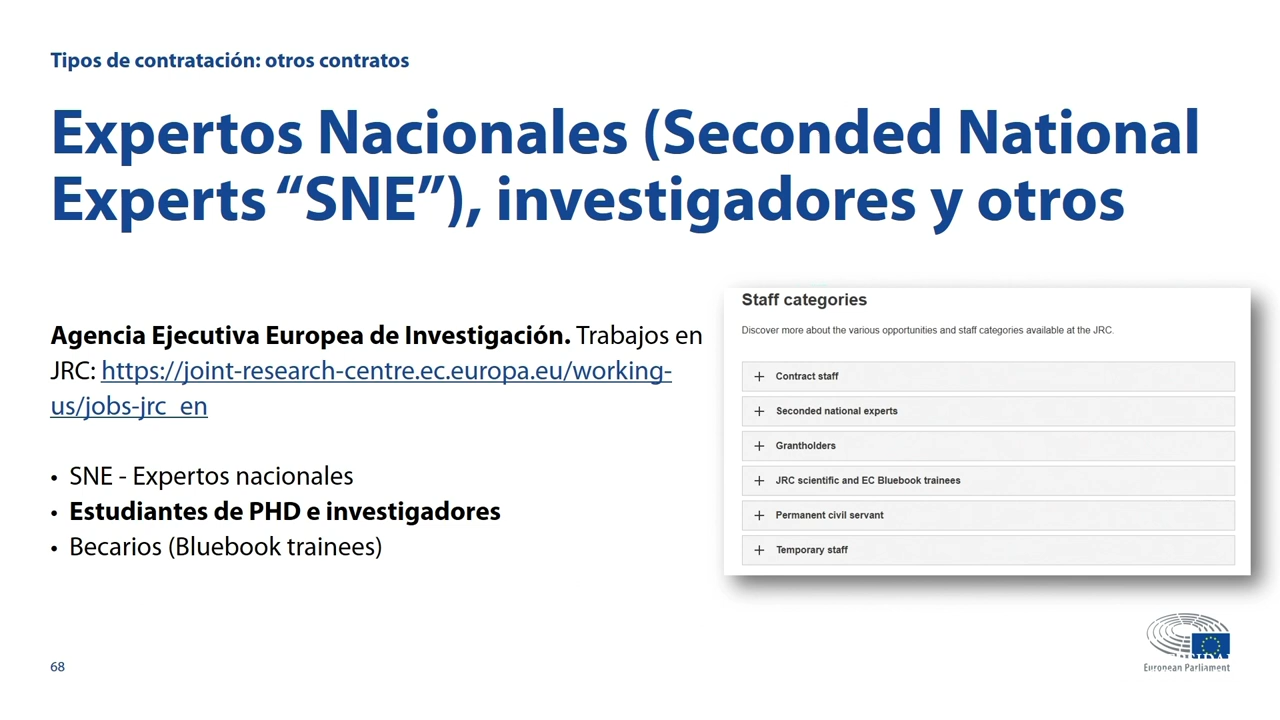 Tipos de contratación: otros contratos
Expertos Nacionales (Seconded National
Experts “SNE”), investigadores y otros
Agencia Ejecutiva Europea de Investigación. Trabajos en
JRC: https://joint-research-centre.ec.europa.eu/working-
us/jobs-jrc_en
• SNE - Expertos nacionales
• Estudiantes de PHD e investigadores
• Becarios (Bluebook trainees)
Staff categories
Discover more about the various opportunities and staff categories available at the JRC.
+ Contract staff
+ Seconded national experts
+ Grantholders
+ JRC scientific and EC Bluebook trainees
+ Permanent civil servant
+ Temporary staff
68
European Parliament